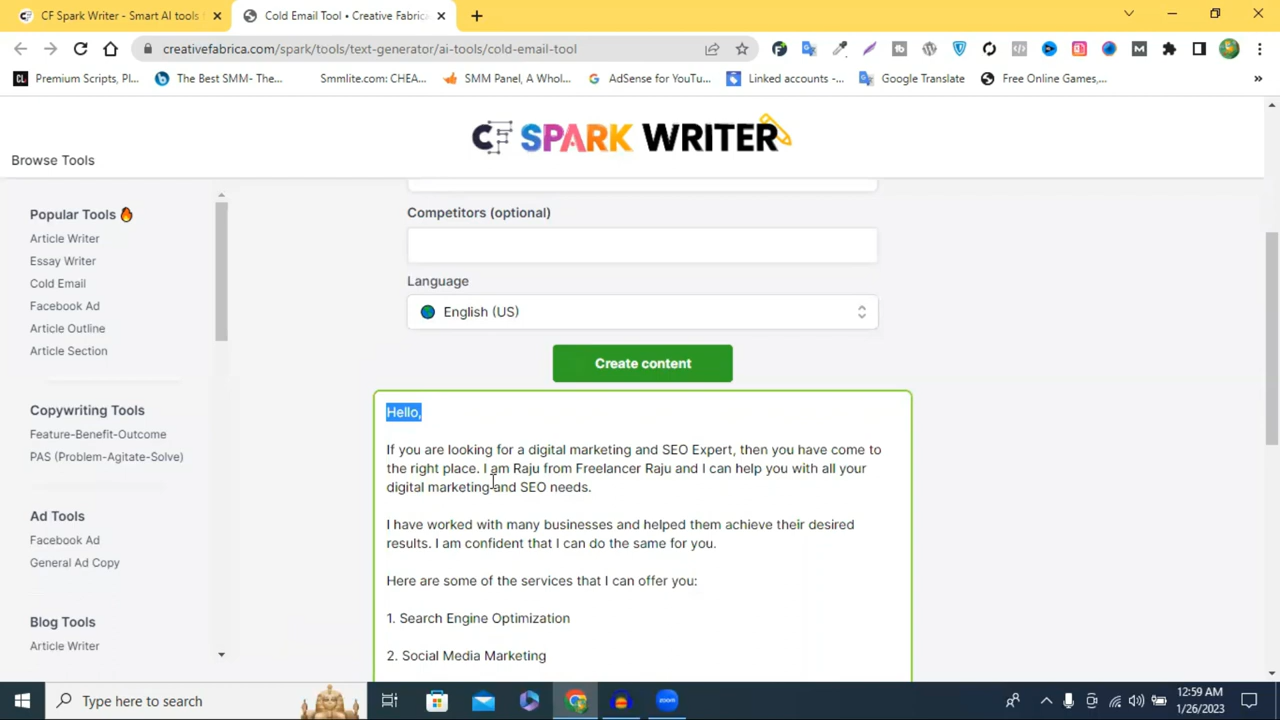 CF Spark Writer - Smart AI tools
Cold Email Tool • Creative Fabrica
creativefabrica.com/spark/tools/text-generator/ai-tools/cold-email-tool
Premium Scripts, Pl...
The Best SMM- The...
Smmlite.com: CHEA...
SMM Panel, A Whol...
AdSense for YouTu...
Linked accounts -...
Google Translate
Free Online Games,...
CF SPARK WRITER
Browse Tools
Popular Tools
Article Writer
Essay Writer
Cold Email
Facebook Ad
Article Outline
Article Section
Copywriting Tools
Feature-Benefit-Outcome
PAS (Problem-Agitate-Solve)
Ad Tools
Facebook Ad
General Ad Copy
Blog Tools
Article Writer
Competitors (optional)
Language
English (US)
Create content
Hello,
If you are looking for a digital marketing and SEO Expert, then you have come to
the right place. I am Raju from Freelancer Raju and I can help you with all your
digital marketing and SEO needs.
I have worked with many businesses and helped them achieve their desired
results. I am confident that I can do the same for you.
Here are some of the services that I can offer you:
1. Search Engine Optimization
2. Social Media Marketing
Type here to search
zoom
12:59 AM
1/26/2023